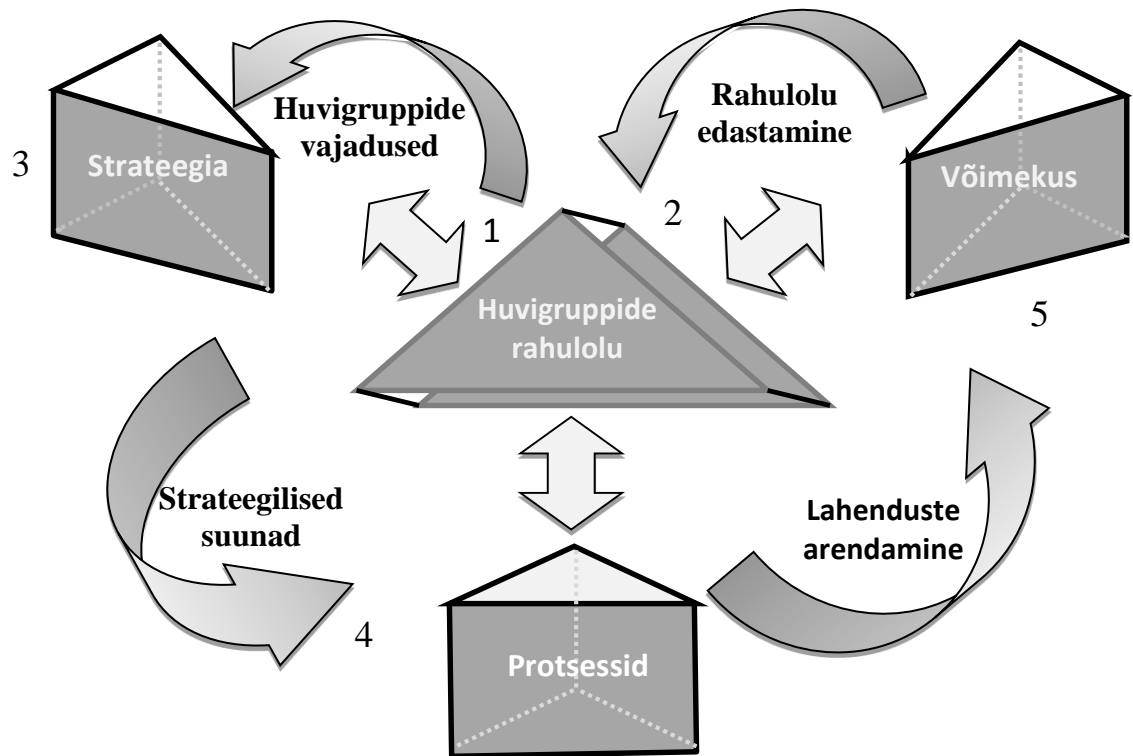 Huvigruppide
vajadused
Rahulolu
edastamine
3
Strateegia
Võimekus
1
2
Huvigruppide
rahulolu
5
Strateegilised
suunad
Lahenduste
arendamine
4
Protsessid